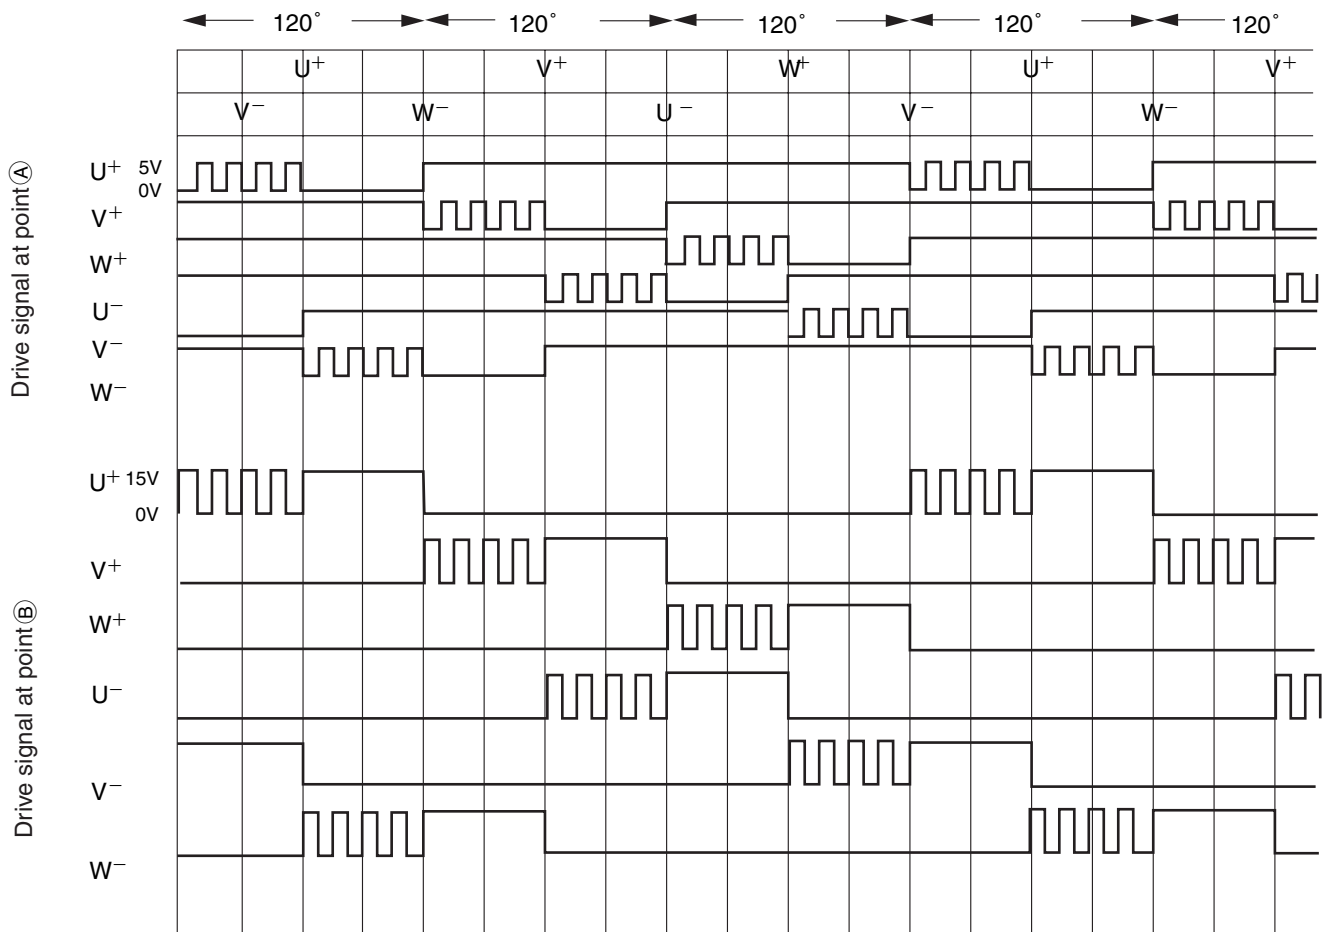 120° 120° 120° 120° 120°
U+ V+ W+ U+ V+
V− W− U− V− W−
Drive signal at point Ⓐ
U+ 5V
0V
V+
W+
U−
V−
W−
Drive signal at point Ⓑ
U+ 15V
0V
V+
W+
U−
V−
W−